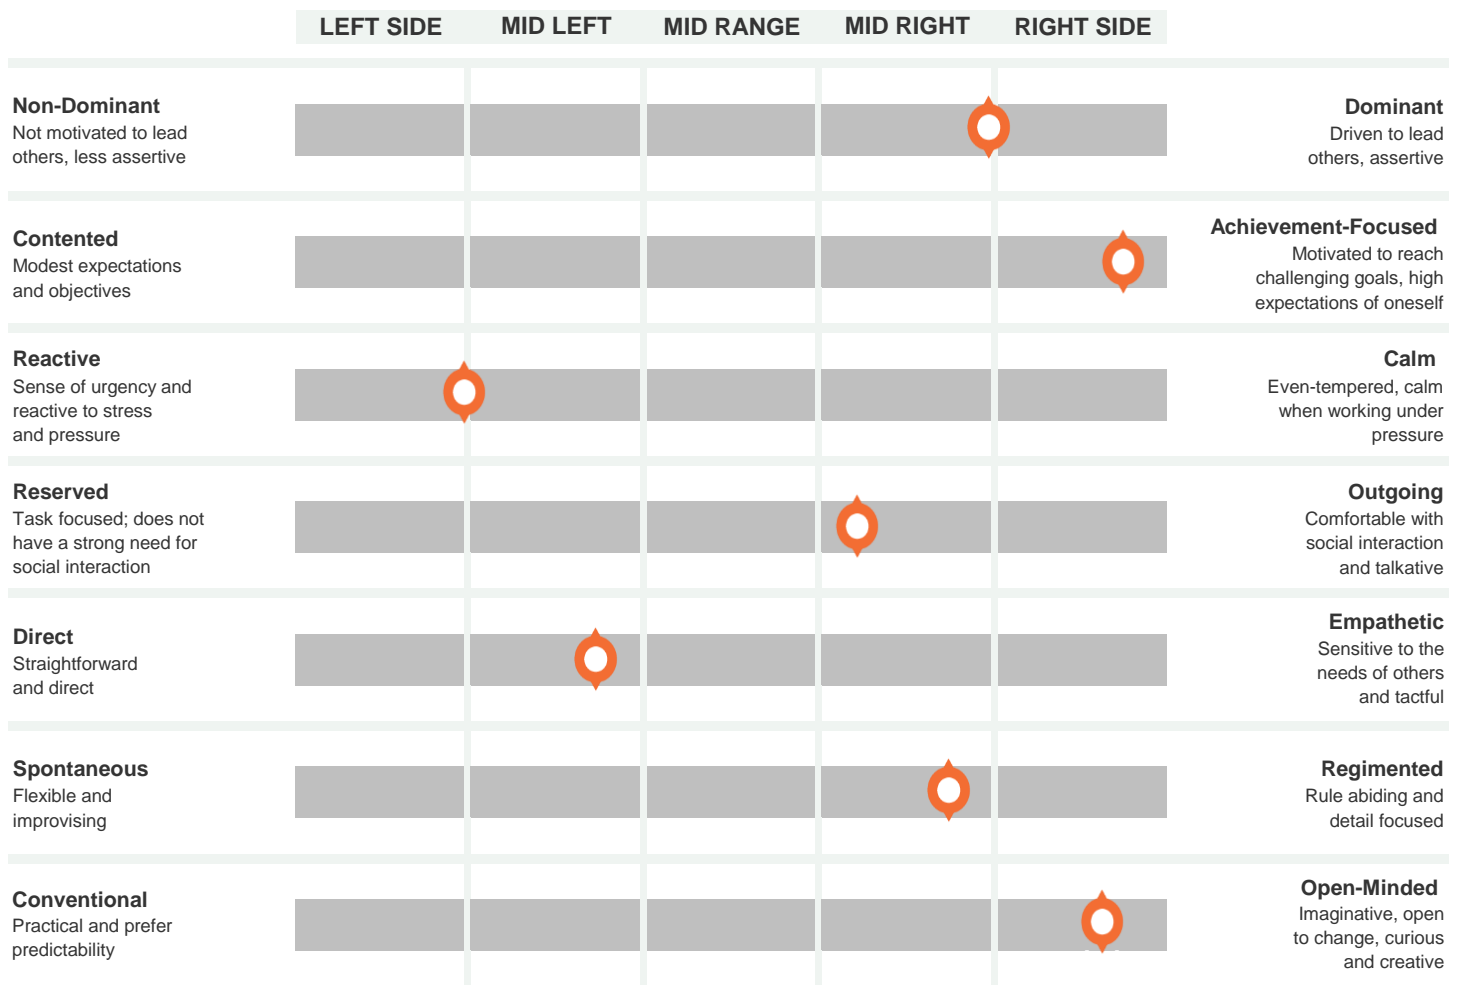 LEFT SIDE MID LEFT MID RANGE MID RIGHT RIGHT SIDE
Non-Dominant
Not motivated to lead
others, less assertive
Dominant
Driven to lead
others, assertive
Contented
Modest expectations
and objectives
Achievement-Focused
Motivated to reach
challenging goals, high
expectations of oneself
Reactive
Sense of urgency and
reactive to stress
and pressure
Calm
Even-tempered, calm
when working under
pressure
Reserved
Task focused; does not
have a strong need for
social interaction
Outgoing
Comfortable with
social interaction
and talkative
Direct
Straightforward
and direct
Empathetic
Sensitive to the
needs of others
and tactful
Spontaneous
Flexible and
improvising
Regimented
Rule abiding and
detail focused
Conventional
Practical and prefer
predictability
Open-Minded
Imaginative, open
to change, curious
and creative